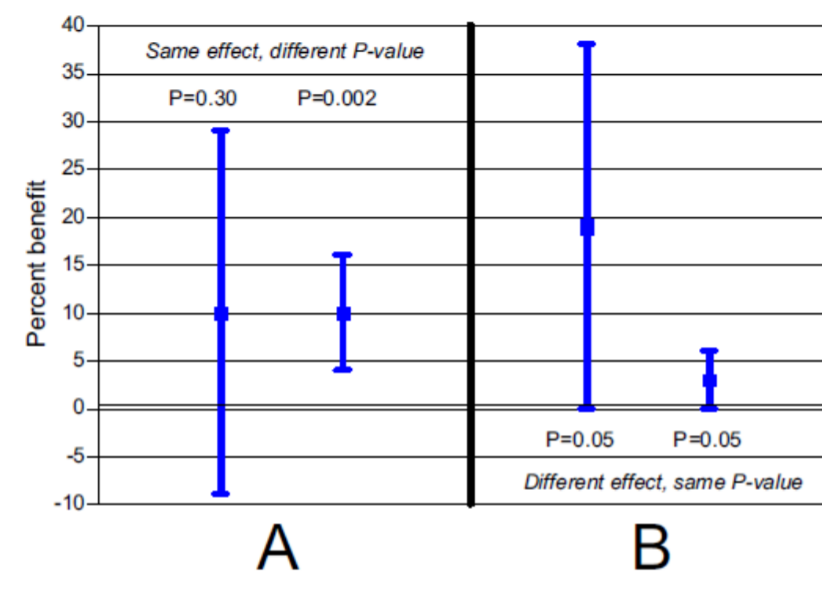 40
Same effect, different P-value
35
P=0.30 P=0.002
30
25
20
15
10
5
0
P=0.05 P=0.05
-5
Different effect, same P-value
-10
Percent benefit
A B